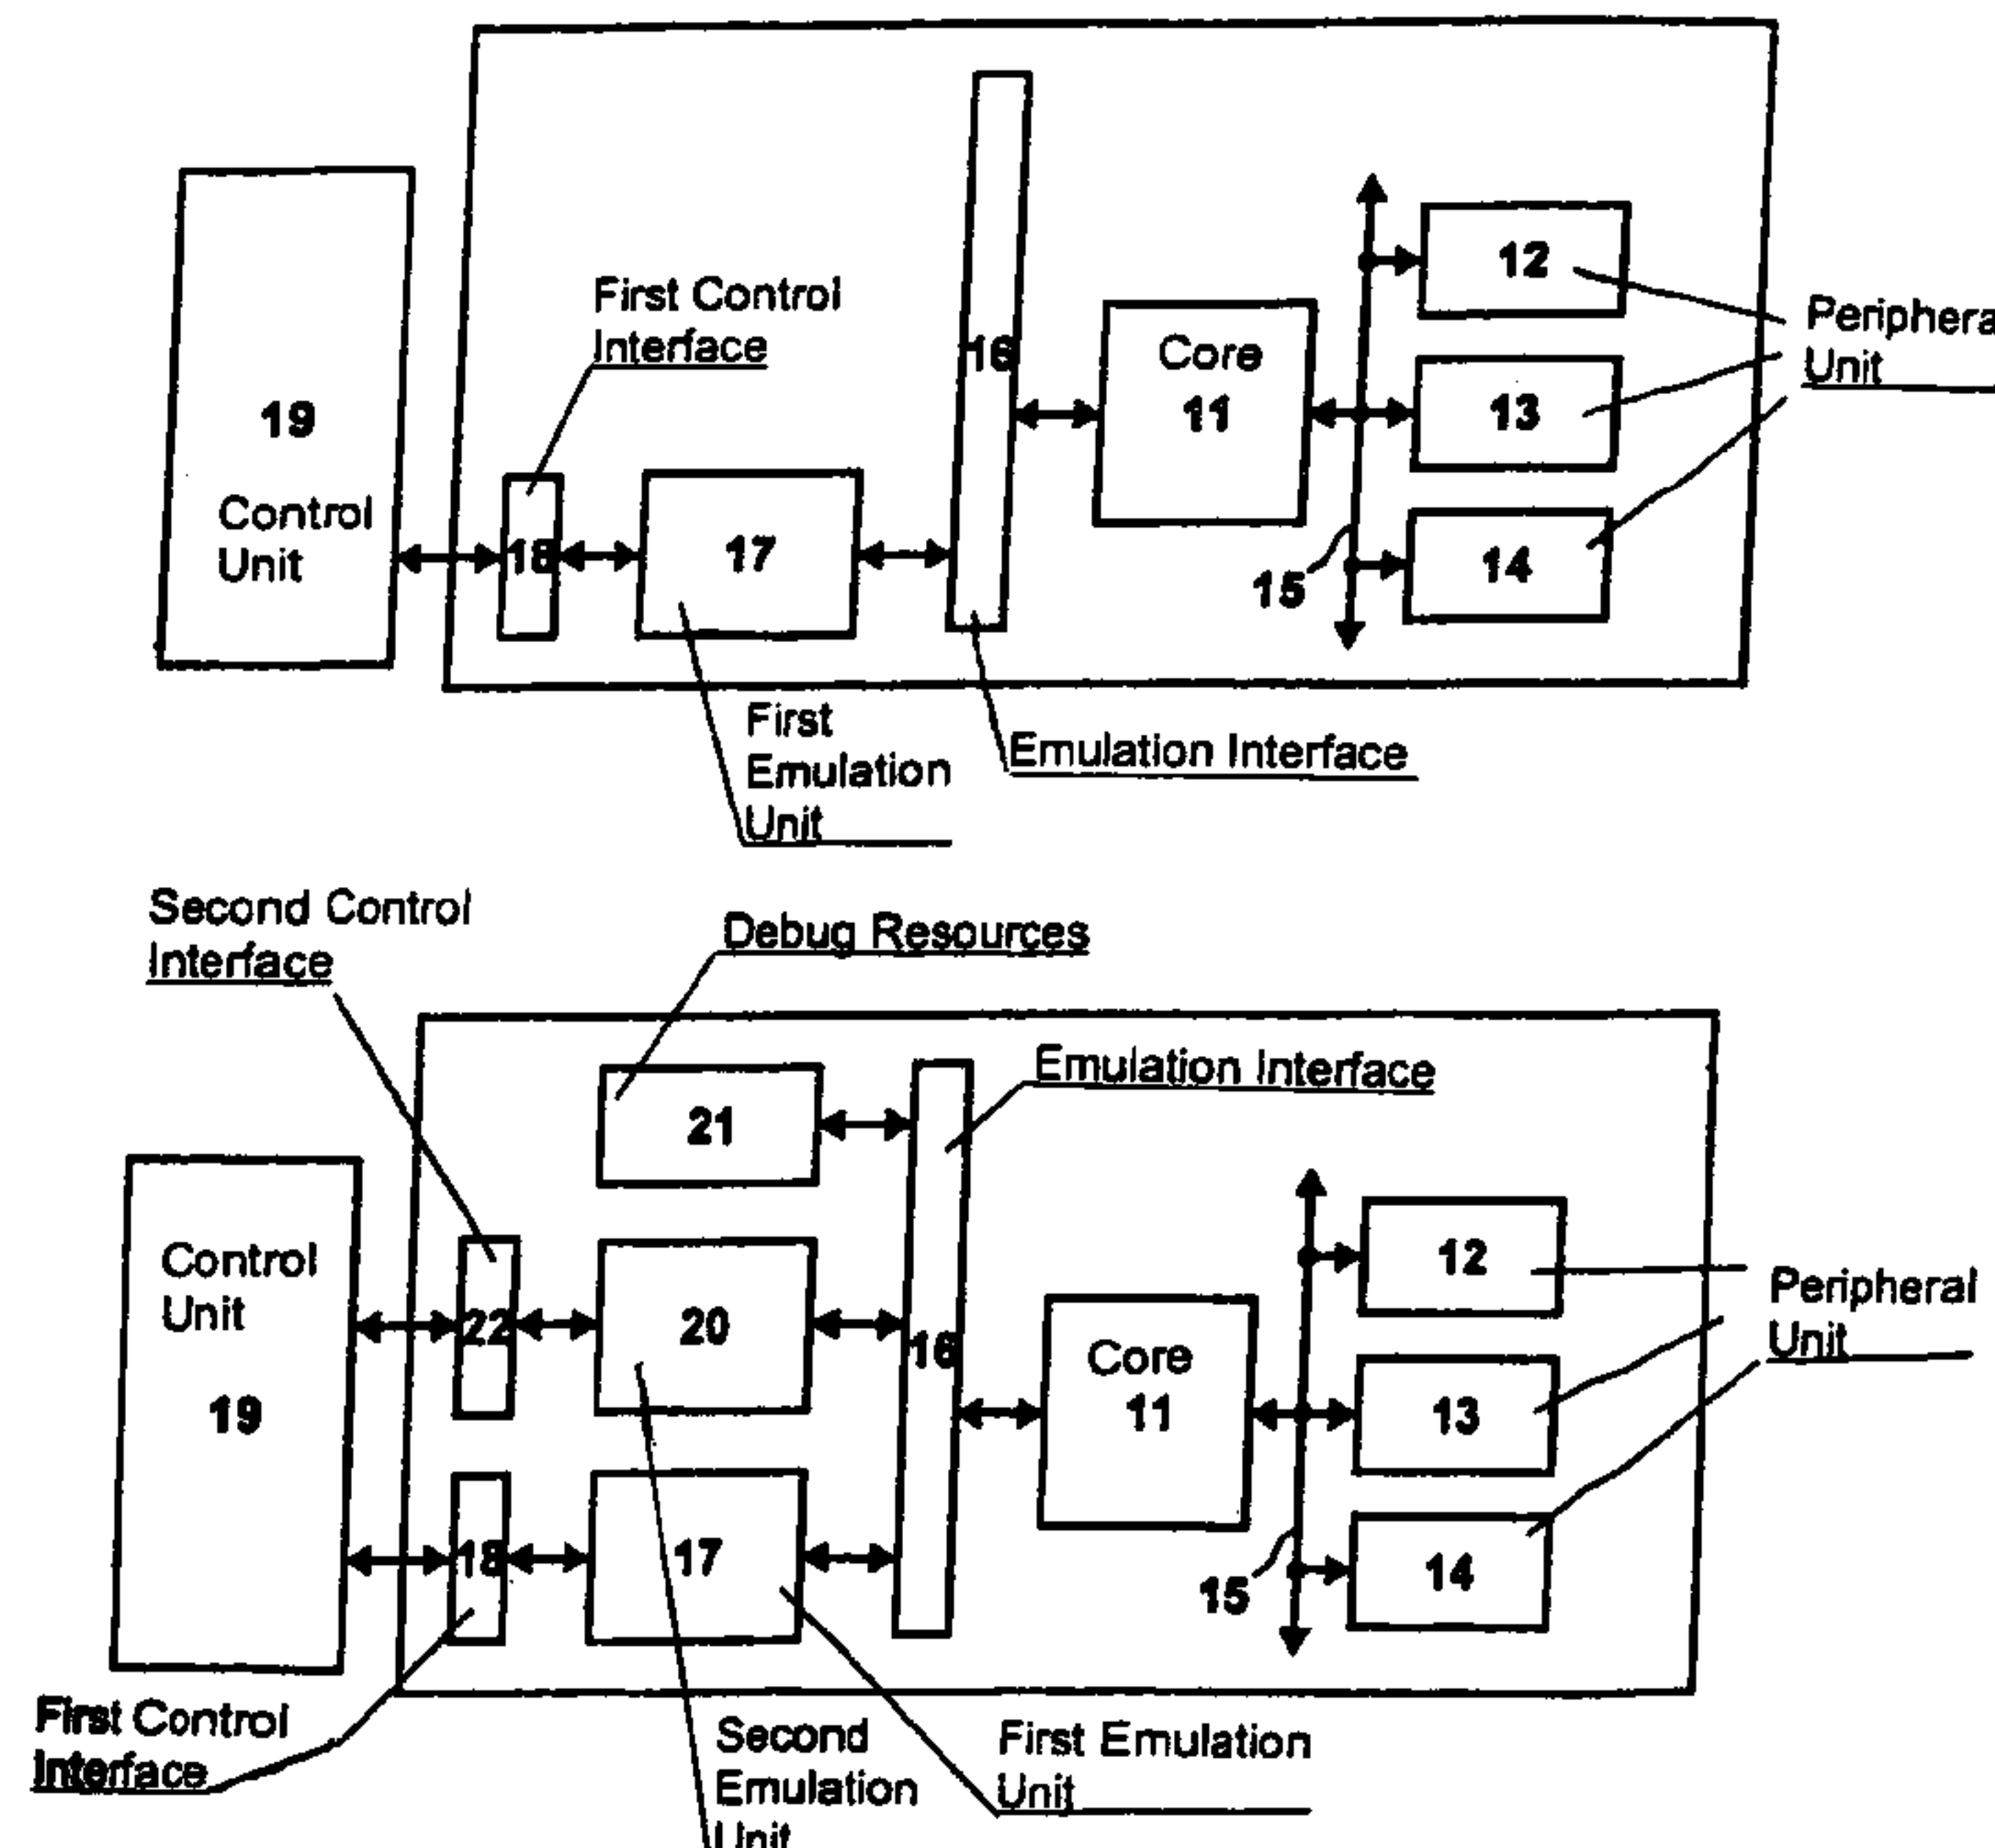 First Control
Interface
19
Control
Unit
18
17
16
Core
11
12
13
14
15
Peripheral
Unit
First
Emulation
Unit
Emulation Interface
Second Control
Interface
Debug Resources
Emulation Interface
21
Control
Unit
19
22
20
16
Core
11
12
13
14
15
Peripheral
Unit
18
17
First Control
Interface
Second
Emulation
Unit
First Emulation
Unit